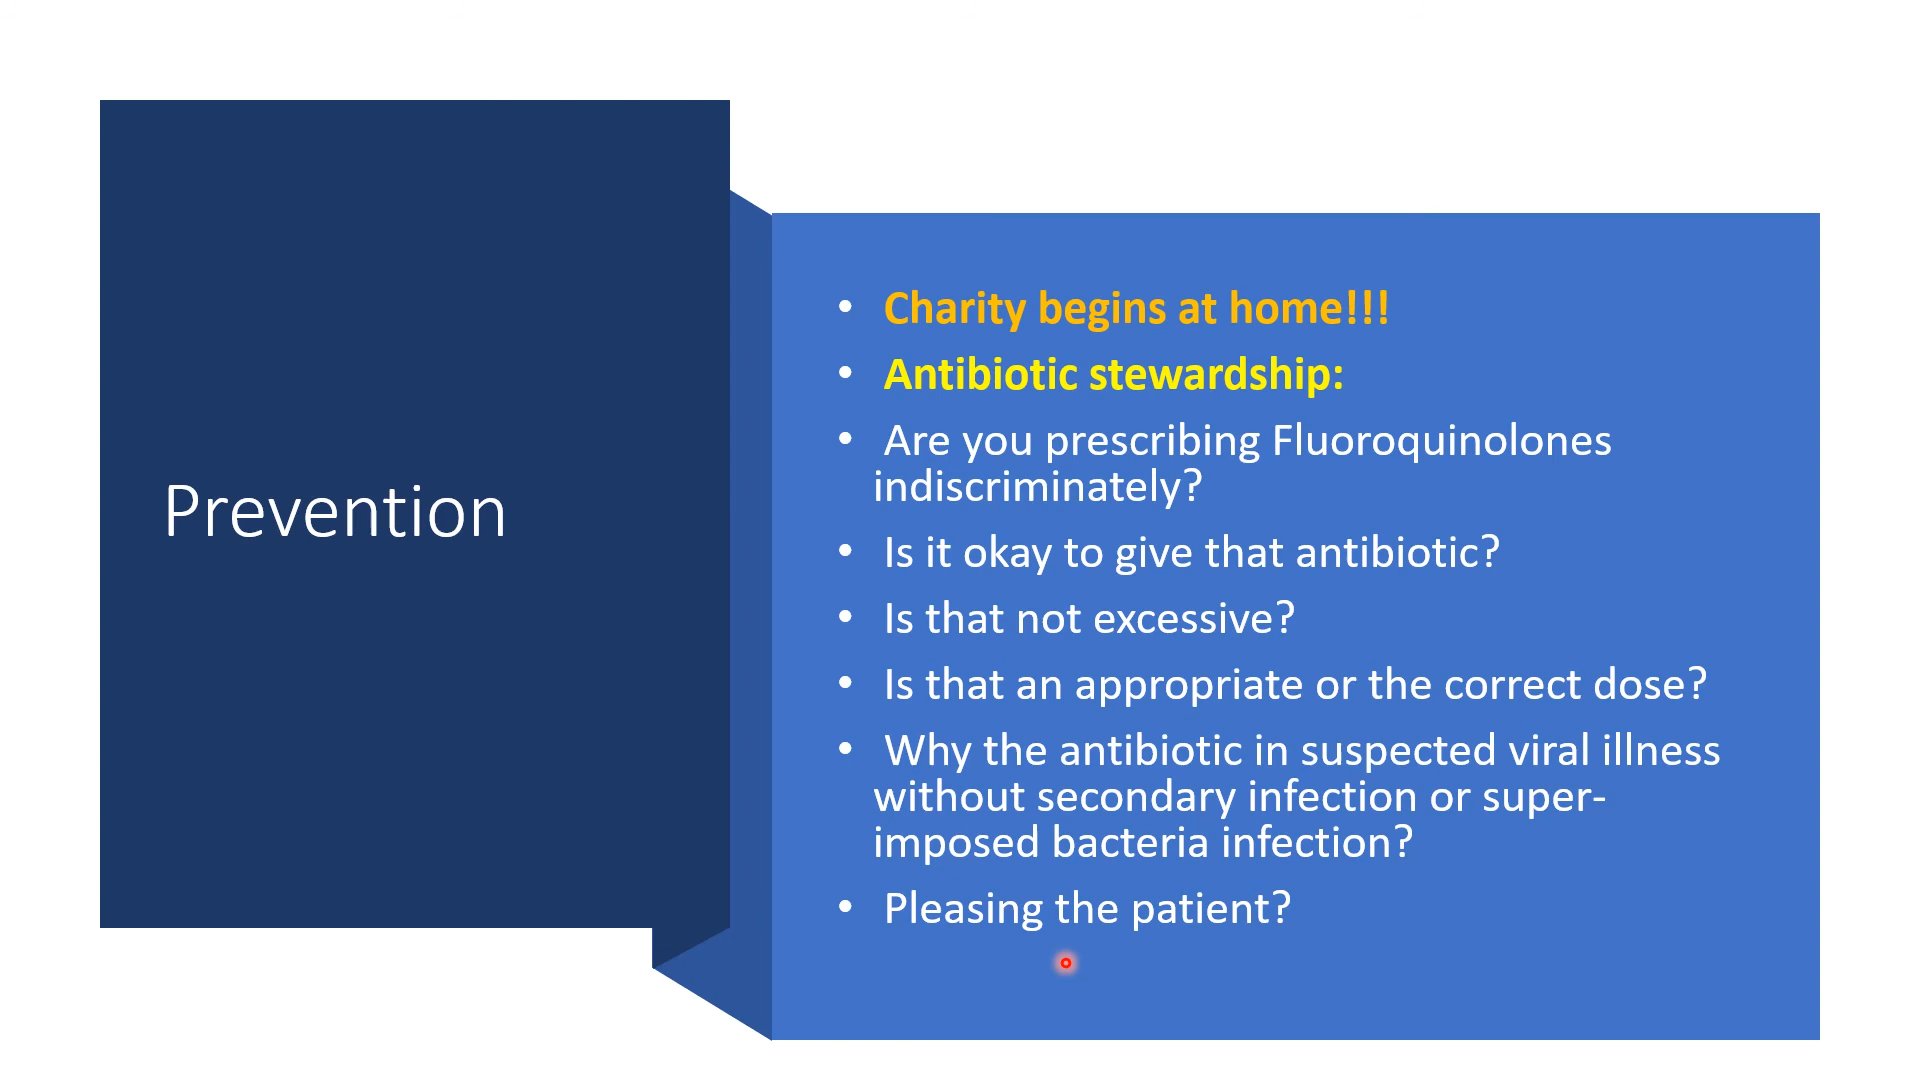 Prevention
• Charity begins at home!!!
• Antibiotic stewardship:
• Are you prescribing Fluoroquinolones
indiscriminately?
• Is it okay to give that antibiotic?
• Is that not excessive?
• Is that an appropriate or the correct dose?
• Why the antibiotic in suspected viral illness
without secondary infection or super-
imposed bacteria infection?
• Pleasing the patient?